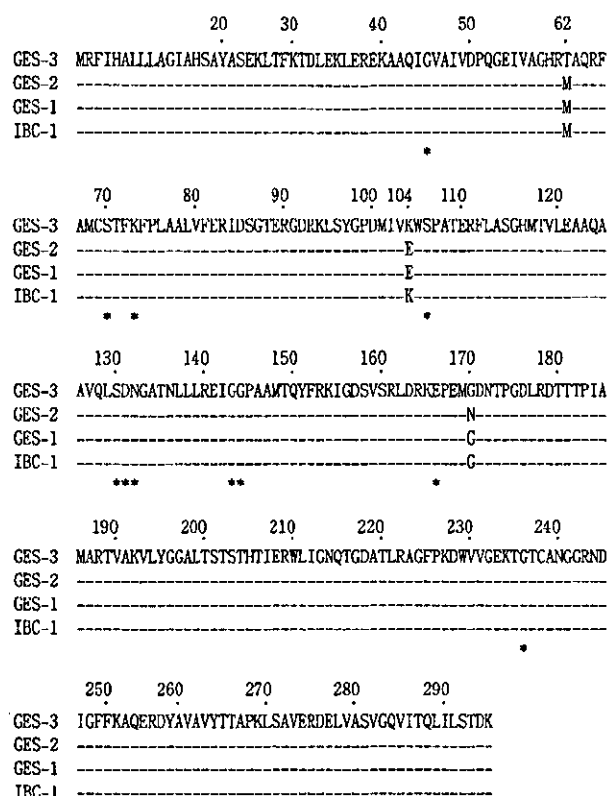 20 30 40 50 62
GES-3 MRFIHALLLAGIAHSAYASEKLTFKTDLEKLEREKAAQIGVAIVDPQGEIVAGHRTAQRF
GES-2 -------------------------------------------------------M----
GES-1 -------------------------------------------------------M----
IBC-1 -------------------------------------------------------M----
*
70 80 90 100 104 110 120
GES-3 AMCSTFKFPLAALVFERIDSGTERGDRKLSYGPDMIVKWSPATERFLASGHMTVLEAAQA
GES-2 -------------------------------------E----------------------
GES-1 -------------------------------------E----------------------
IBC-1 -------------------------------------K----------------------
* * *
130 140 150 160 170 180
GES-3 AVQLSDNGATNLLLREIGGPAAMTQYFRKIGDSVSRLDRKEPEMGDNTPGDLRDTTTPIA
GES-2 --------------------------------------------N---------------
GES-1 --------------------------------------------G---------------
IBC-1 --------------------------------------------G---------------
*** ** *
190 200 210 220 230 240
GES-3 MARTVAKVLYGGALTSTSTHTIERWLIGNQTGDATLRAGFPKDWVVGEKTGTCANGGRND
GES-2 ------------------------------------------------------------
GES-1 ------------------------------------------------------------
IBC-1 ------------------------------------------------------------
*
250 260 270 280 290
GES-3 IGFFKAQERDYAVAVYTTAPKLSAVERDELVASVGQVITQLILSTDK
GES-2 -----------------------------------------------
GES-1 -----------------------------------------------
IBC-1 -----------------------------------------------